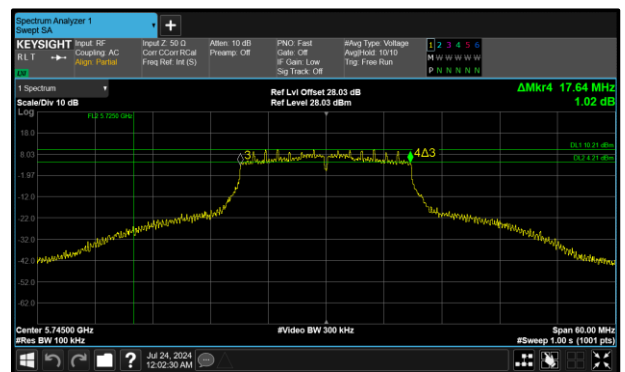 Spectrum Analyzer 1
Swept SA
+
KEYSIGHT
R L T
Input: RF
Coupling: AC
Align: Partial
Input Z: 50 Ω
Corr CCorr RCal
Freq Ref: Int (S)
Atten: 10 dB
Preamp: Off
PNO: Fast
Gate: Off
IF Gain: Low
Sig Track: Off
#Avg Type: Voltage
Avg|Hold: 10/10
Trig: Free Run
1 2 3 4 5 6
M W W W W W
P N N N N N
1 Spectrum
Scale/Div 10 dB
Ref Lvl Offset 28.03 dB
Ref Level 28.03 dBm
ΔMkr4 17.64 MHz
1.02 dB
Log
FL2 5.7250 GHz
18.0
DL1 10.21 dBm
8.03
3
4Δ3
DL2 4.21 dBm
-1.97
-12.0
-22.0
-32.0
-42.0
-52.0
-62.0
Center 5.74500 GHz
#Video BW 300 kHz
Span 60.00 MHz
#Res BW 100 kHz
#Sweep 1.00 s (1001 pts)
?
Jul 24, 2024
12:02:30 AM